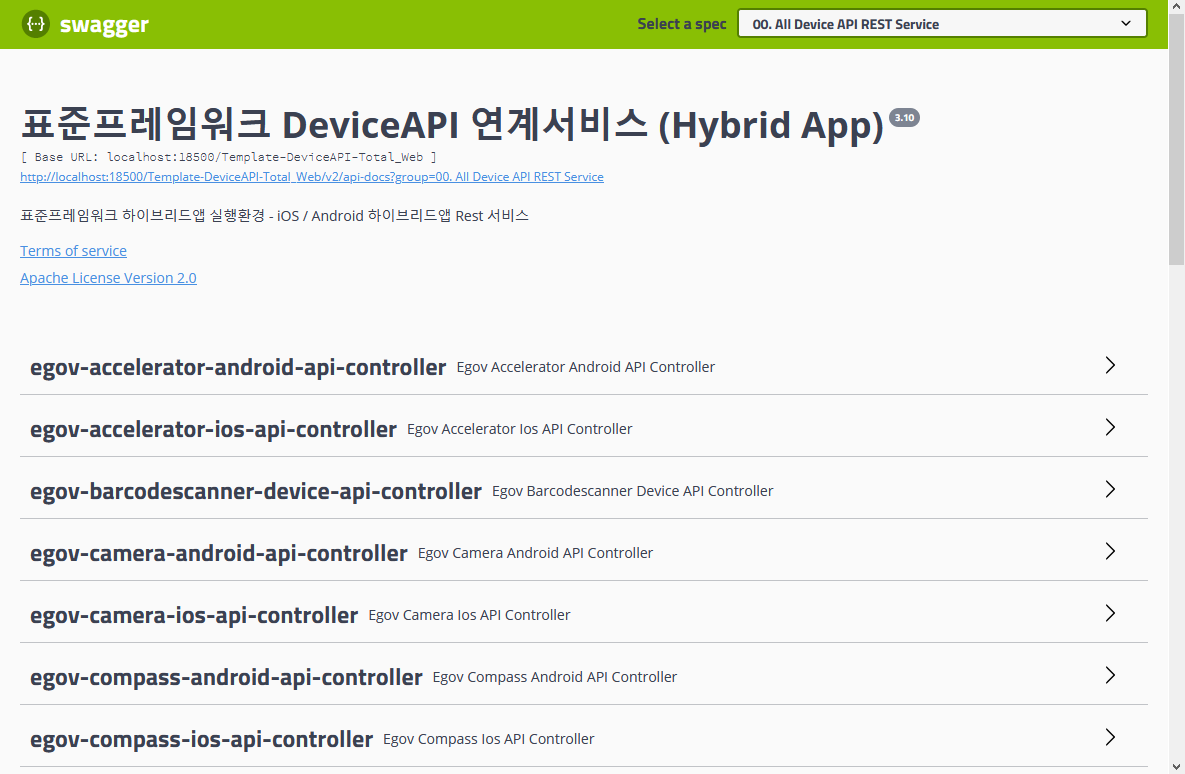 {···} swagger
Select a spec 00. All Device API REST Service
표준프레임워크 DeviceAPI 연계서비스 (Hybrid App) 3.10
[ Base URL: localhost:18500/Template-DeviceAPI-Total_Web ]
http://localhost:18500/Template-DeviceAPI-Total_Web/v2/api-docs?group=00. All Device API REST Service
표준프레임워크 하이브리드앱 실행환경 - iOS / Android 하이브리드앱 Rest 서비스
Terms of service
Apache License Version 2.0
egov-accelerator-android-api-controller Egov Accelerator Android API Controller
egov-accelerator-ios-api-controller Egov Accelerator Ios API Controller
egov-barcodescanner-device-api-controller Egov Barcodescanner Device API Controller
egov-camera-android-api-controller Egov Camera Android API Controller
egov-camera-ios-api-controller Egov Camera Ios API Controller
egov-compass-android-api-controller Egov Compass Android API Controller
egov-compass-ios-api-controller Egov Compass Ios API Controller